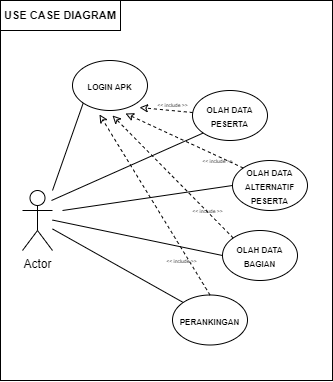 USE CASE DIAGRAM
LOGIN APK
<< include >>
OLAH DATA
PESERTA
<< include >>
OLAH DATA
ALTERNATIF
PESERTA
<< include >>
OLAH DATA
BAGIAN
Actor
<< include >>
PERANKINGAN